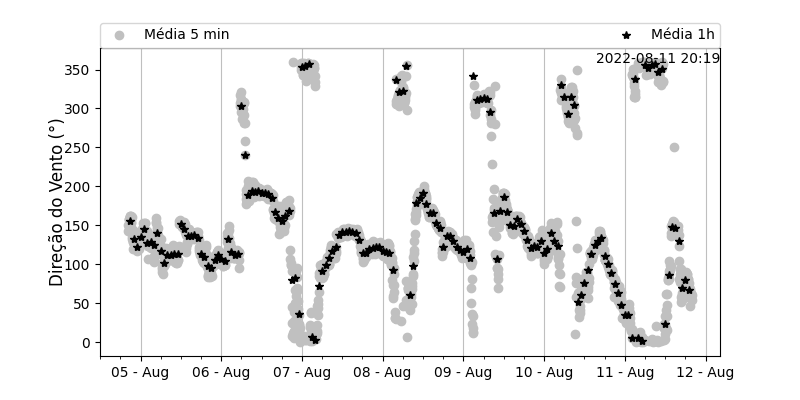 Média 5 min
Média 1h
2022-08-11 20:19
Direção do Vento (°)
350
300
250
200
150
100
50
0
05 - Aug
06 - Aug
07 - Aug
08 - Aug
09 - Aug
10 - Aug
11 - Aug
12 - Aug